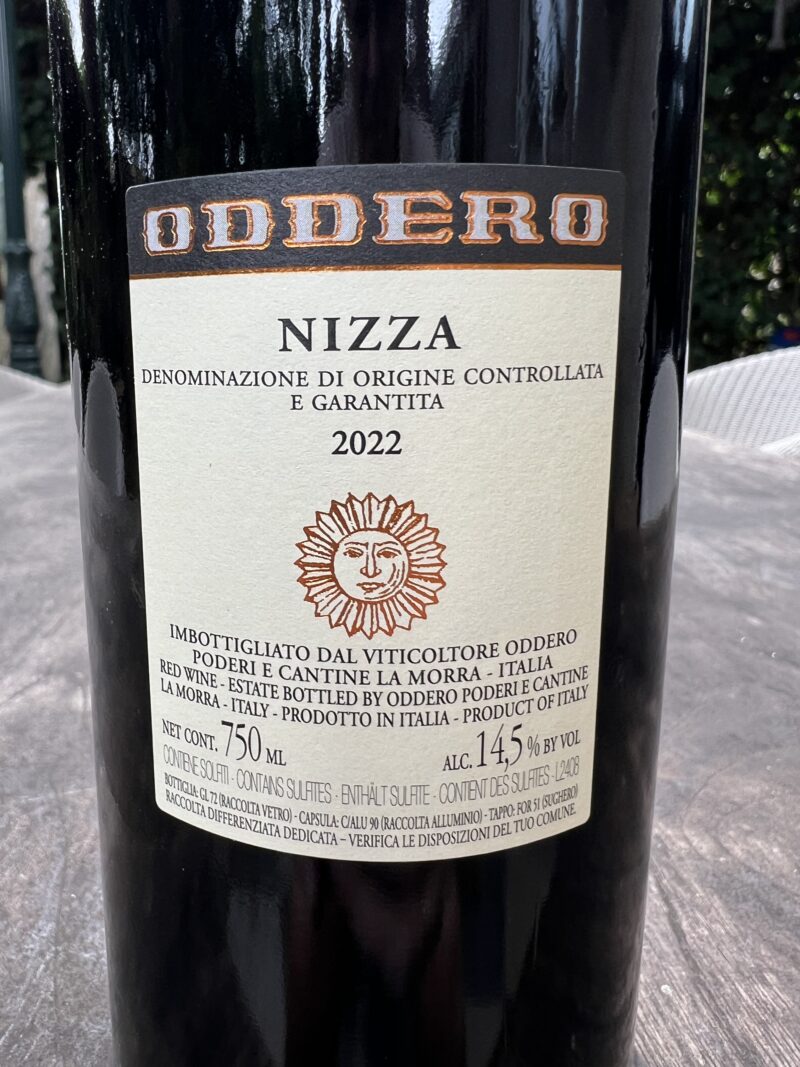 ODDERO
NIZZA
DENOMINAZIONE DI ORIGINE CONTROLLATA
E GARANTITA
2022
IMBOTTIGLIATO DAL VITICOLTORE ODDERO
PODERI E CANTINE LA MORRA - ITALIA
RED WINE - ESTATE BOTTLED BY ODDERO PODERI E CANTINE
LA MORRA - ITALY - PRODOTTO IN ITALIA - PRODUCT OF ITALY
NET CONT. 750 ML ALC. 14,5 % BY VOL
CONTIENE SOLFITI - CONTAINS SULFITES - ENTHÄLT SULFITE - CONTIENT DES SULFITES - L2408
BOTTIGLIA: GL 72 (RACCOLTA VETRO) - CAPSULA: C/ALU 90 (RACCOLTA ALLUMINIO) - TAPPO: FOR 51 (SUGHERO)
RACCOLTA DIFFERENZIATA DEDICATA – VERIFICA LE DISPOSIZIONI DEL TUO COMUNE.